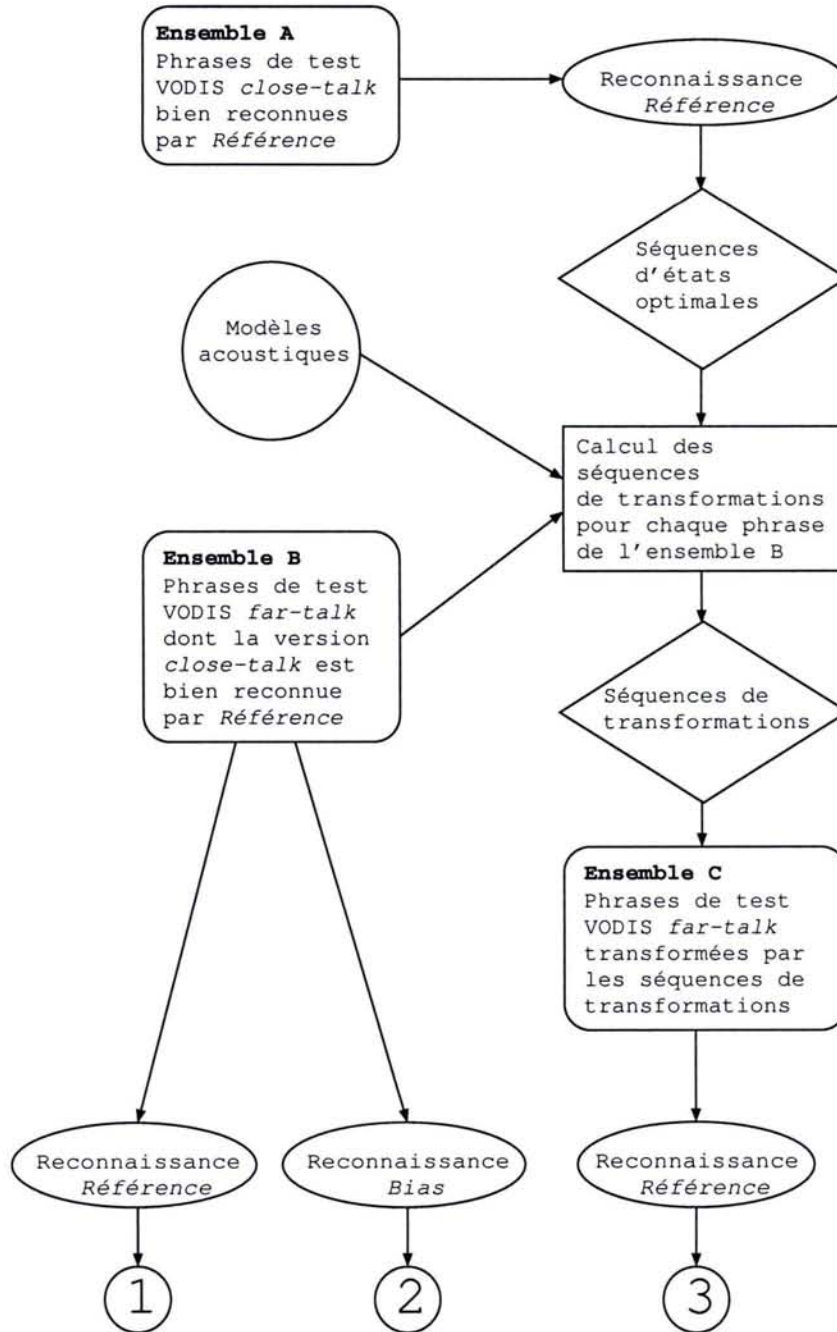 Ensemble A
Phrases de test
VODIS close-talk
bien reconnues
par Référence
Reconnaissance
Référence
Séquences
d'états
optimales
Modèles
acoustiques
Calcul des
séquences
de transformations
pour chaque phrase
de l'ensemble B
Ensemble B
Phrases de test
VODIS far-talk
dont la version
close-talk est
bien reconnue
par Référence
Séquences de
transformations
Ensemble C
Phrases de test
VODIS far-talk
transformées par
les séquences de
transformations
Reconnaissance
Référence
Reconnaissance
Bias
Reconnaissance
Référence
1
2
3